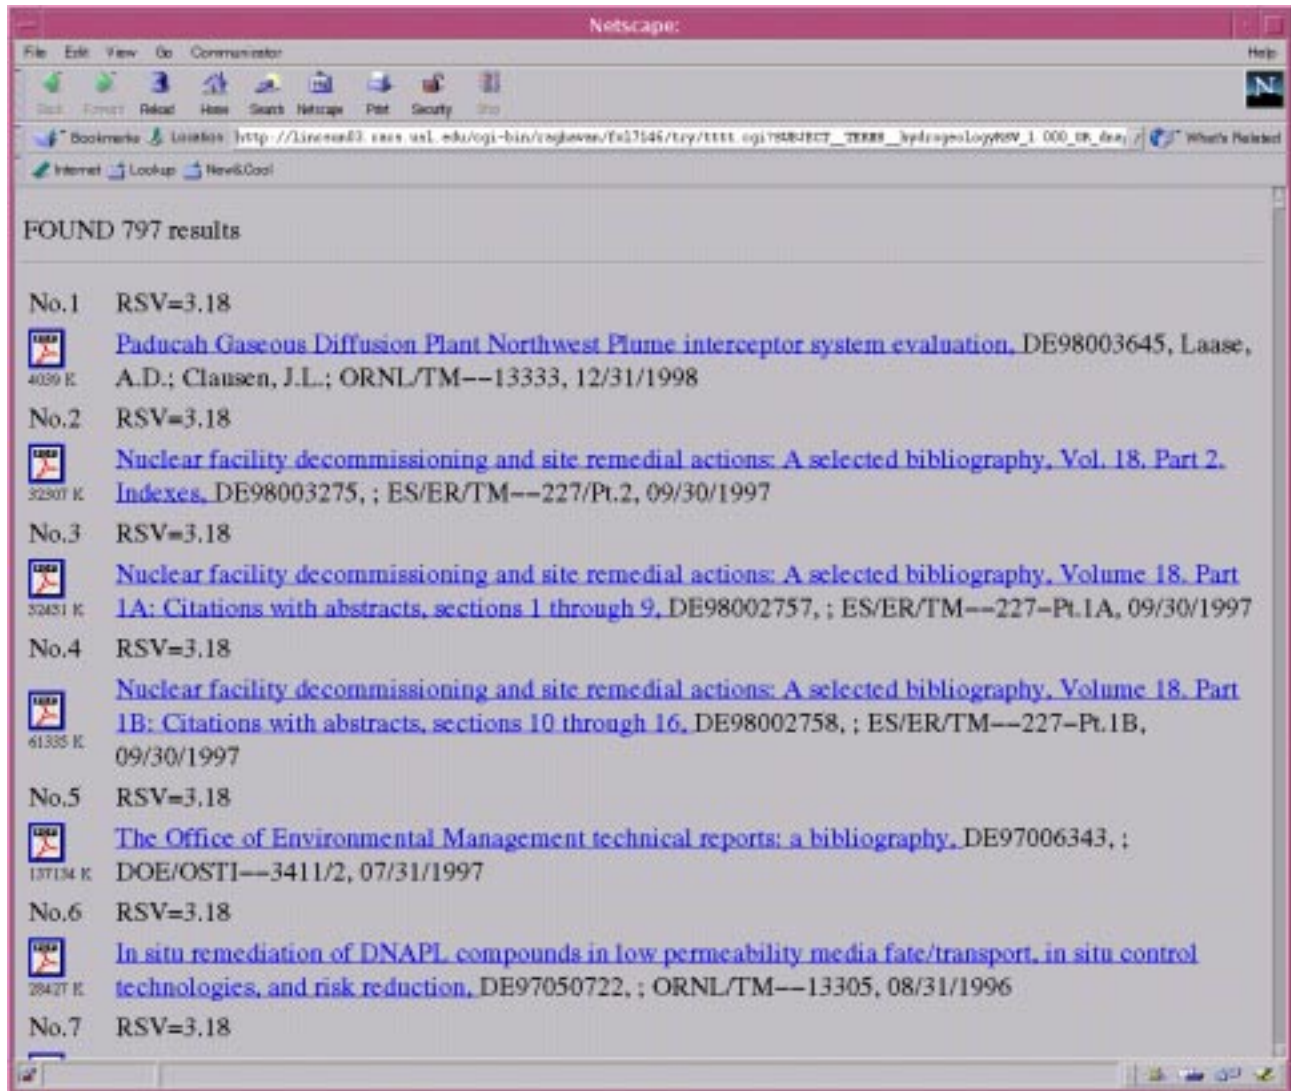 Netscape:
File Edit View Go Communicator Help
Back Forward Reload Home Search Netscape Print Security Stop
Bookmarks Location What's Related
Internet Lookup New&Cool
FOUND 797 results
No.1 RSV=3.18
Paducah Gaseous Diffusion Plant Northwest Plume interceptor system evaluation, DE98003645, Laase,
4039 K A.D.; Clausen, J.L.; ORNL/TM--13333, 12/31/1998
No.2 RSV=3.18
Nuclear facility decommissioning and site remedial actions: A selected bibliography, Vol. 18. Part 2.
32307 K Indexes, DE98003275, ; ES/ER/TM--227/Pt.2, 09/30/1997
No.3 RSV=3.18
Nuclear facility decommissioning and site remedial actions: A selected bibliography, Volume 18. Part
1A: Citations with abstracts, sections 1 through 9, DE98002757, ; ES/ER/TM--227-Pt.1A, 09/30/1997
No.4 RSV=3.18
Nuclear facility decommissioning and site remedial actions: A selected bibliography, Volume 18. Part
1B: Citations with abstracts, sections 10 through 16, DE98002758, ; ES/ER/TM--227-Pt.1B,
61335 K 09/30/1997
No.5 RSV=3.18
The Office of Environmental Management technical reports: a bibliography, DE97006343, ;
137134 K DOE/OSTI--3411/2, 07/31/1997
No.6 RSV=3.18
In situ remediation of DNAPL compounds in low permeability media fate/transport, in situ control
28427 K technologies, and risk reduction, DE97050722, ; ORNL/TM--13305, 08/31/1996
No.7 RSV=3.18